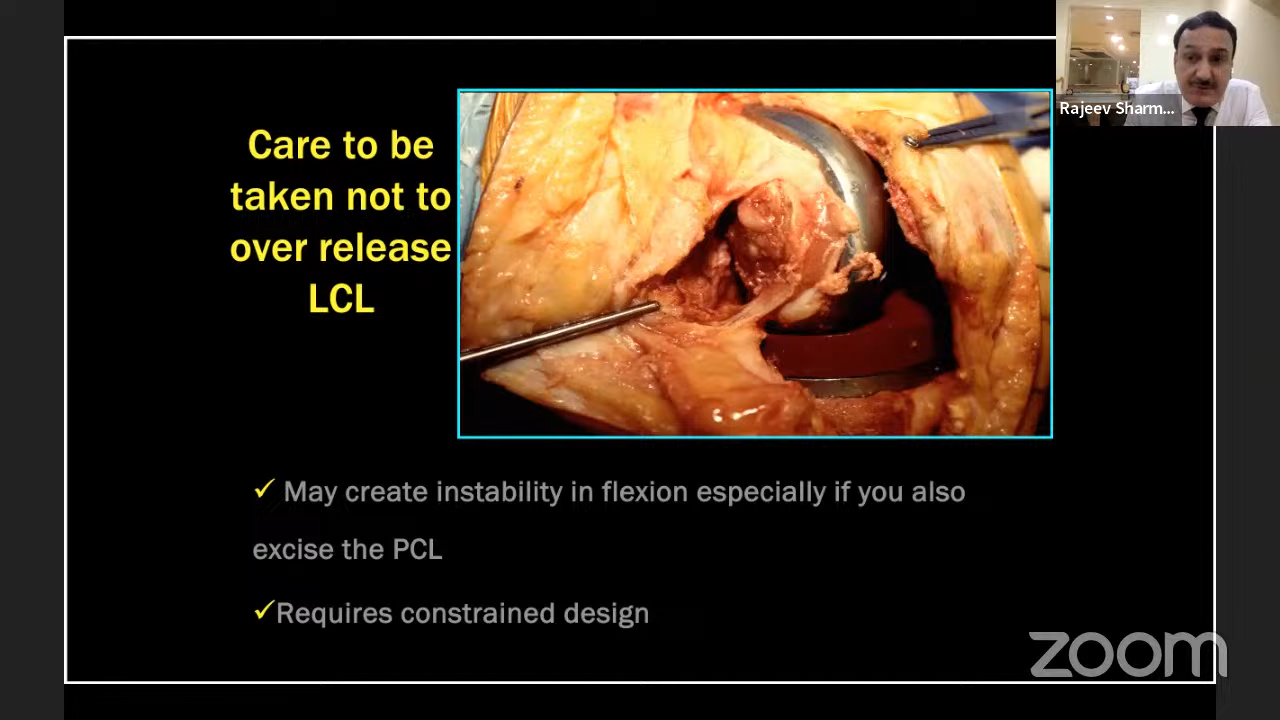 Rajeev Sharm...
Care to be
taken not to
over release
LCL
✓ May create instability in flexion especially if you also
excise the PCL
✓Requires constrained design
zoom